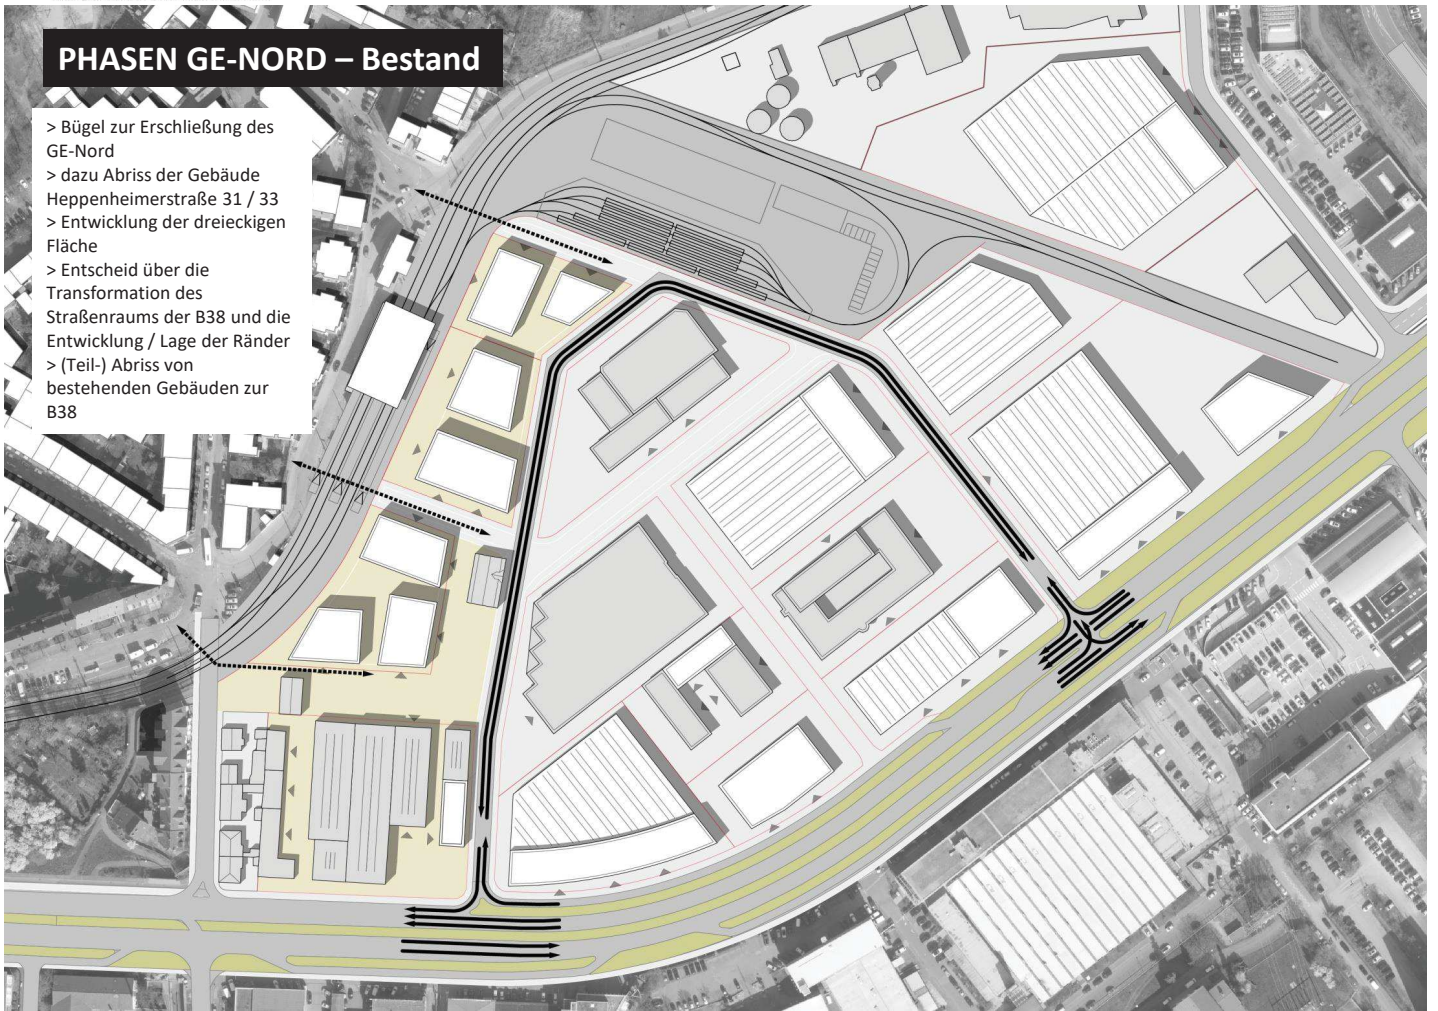 PHASEN GE-NORD – Bestand
> Bügel zur Erschließung des
GE-Nord
> dazu Abriss der Gebäude
Heppenheimerstraße 31 / 33
> Entwicklung der dreieckigen
Fläche
> Entscheid über die
Transformation des
Straßenraums der B38 und die
Entwicklung / Lage der Ränder
> (Teil-) Abriss von
bestehenden Gebäuden zur
B38